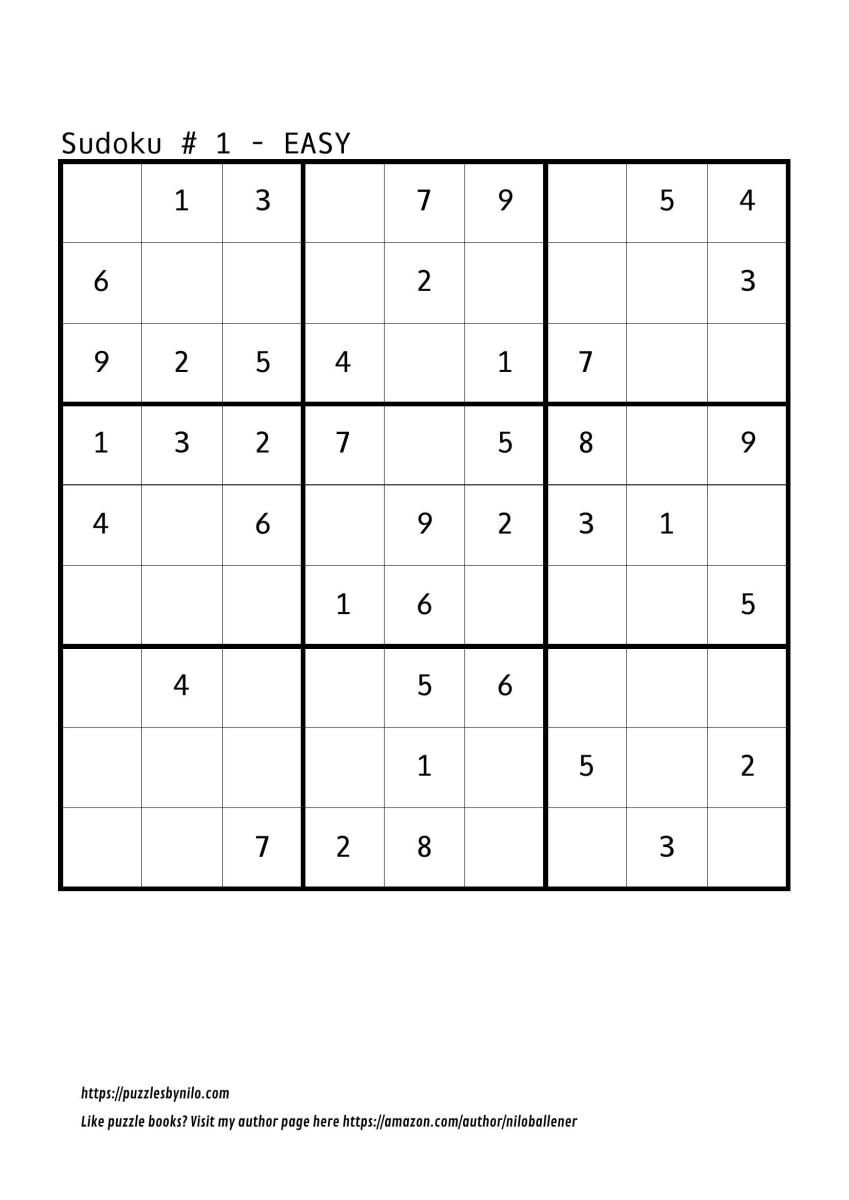 Sudoku # 1 - EASY
1 3 7 9 5 4
6 2 3
9 2 5 4 1 7
1 3 2 7 5 8 9
4 6 9 2 3 1
1 6 5
4 5 6
1 5 2
7 2 8 3
https://puzzlesbynilo.com
Like puzzle books? Visit my author page here https://amazon.com/author/niloballener